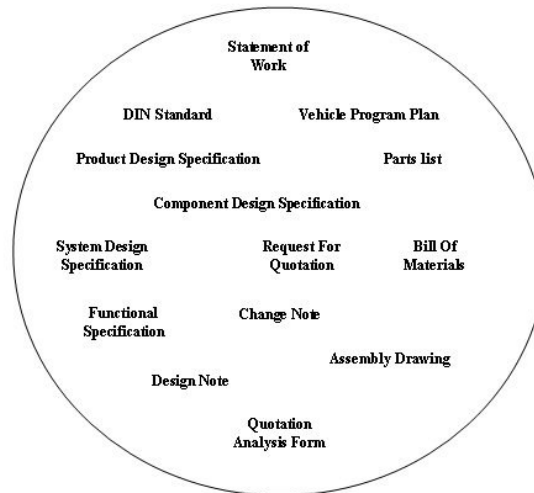 Statement of
Work
DIN Standard
Vehicle Program Plan
Product Design Specification
Parts list
Component Design Specification
System Design
Specification
Request For
Quotation
Bill Of
Materials
Functional
Specification
Change Note
Assembly Drawing
Design Note
Quotation
Analysis Form